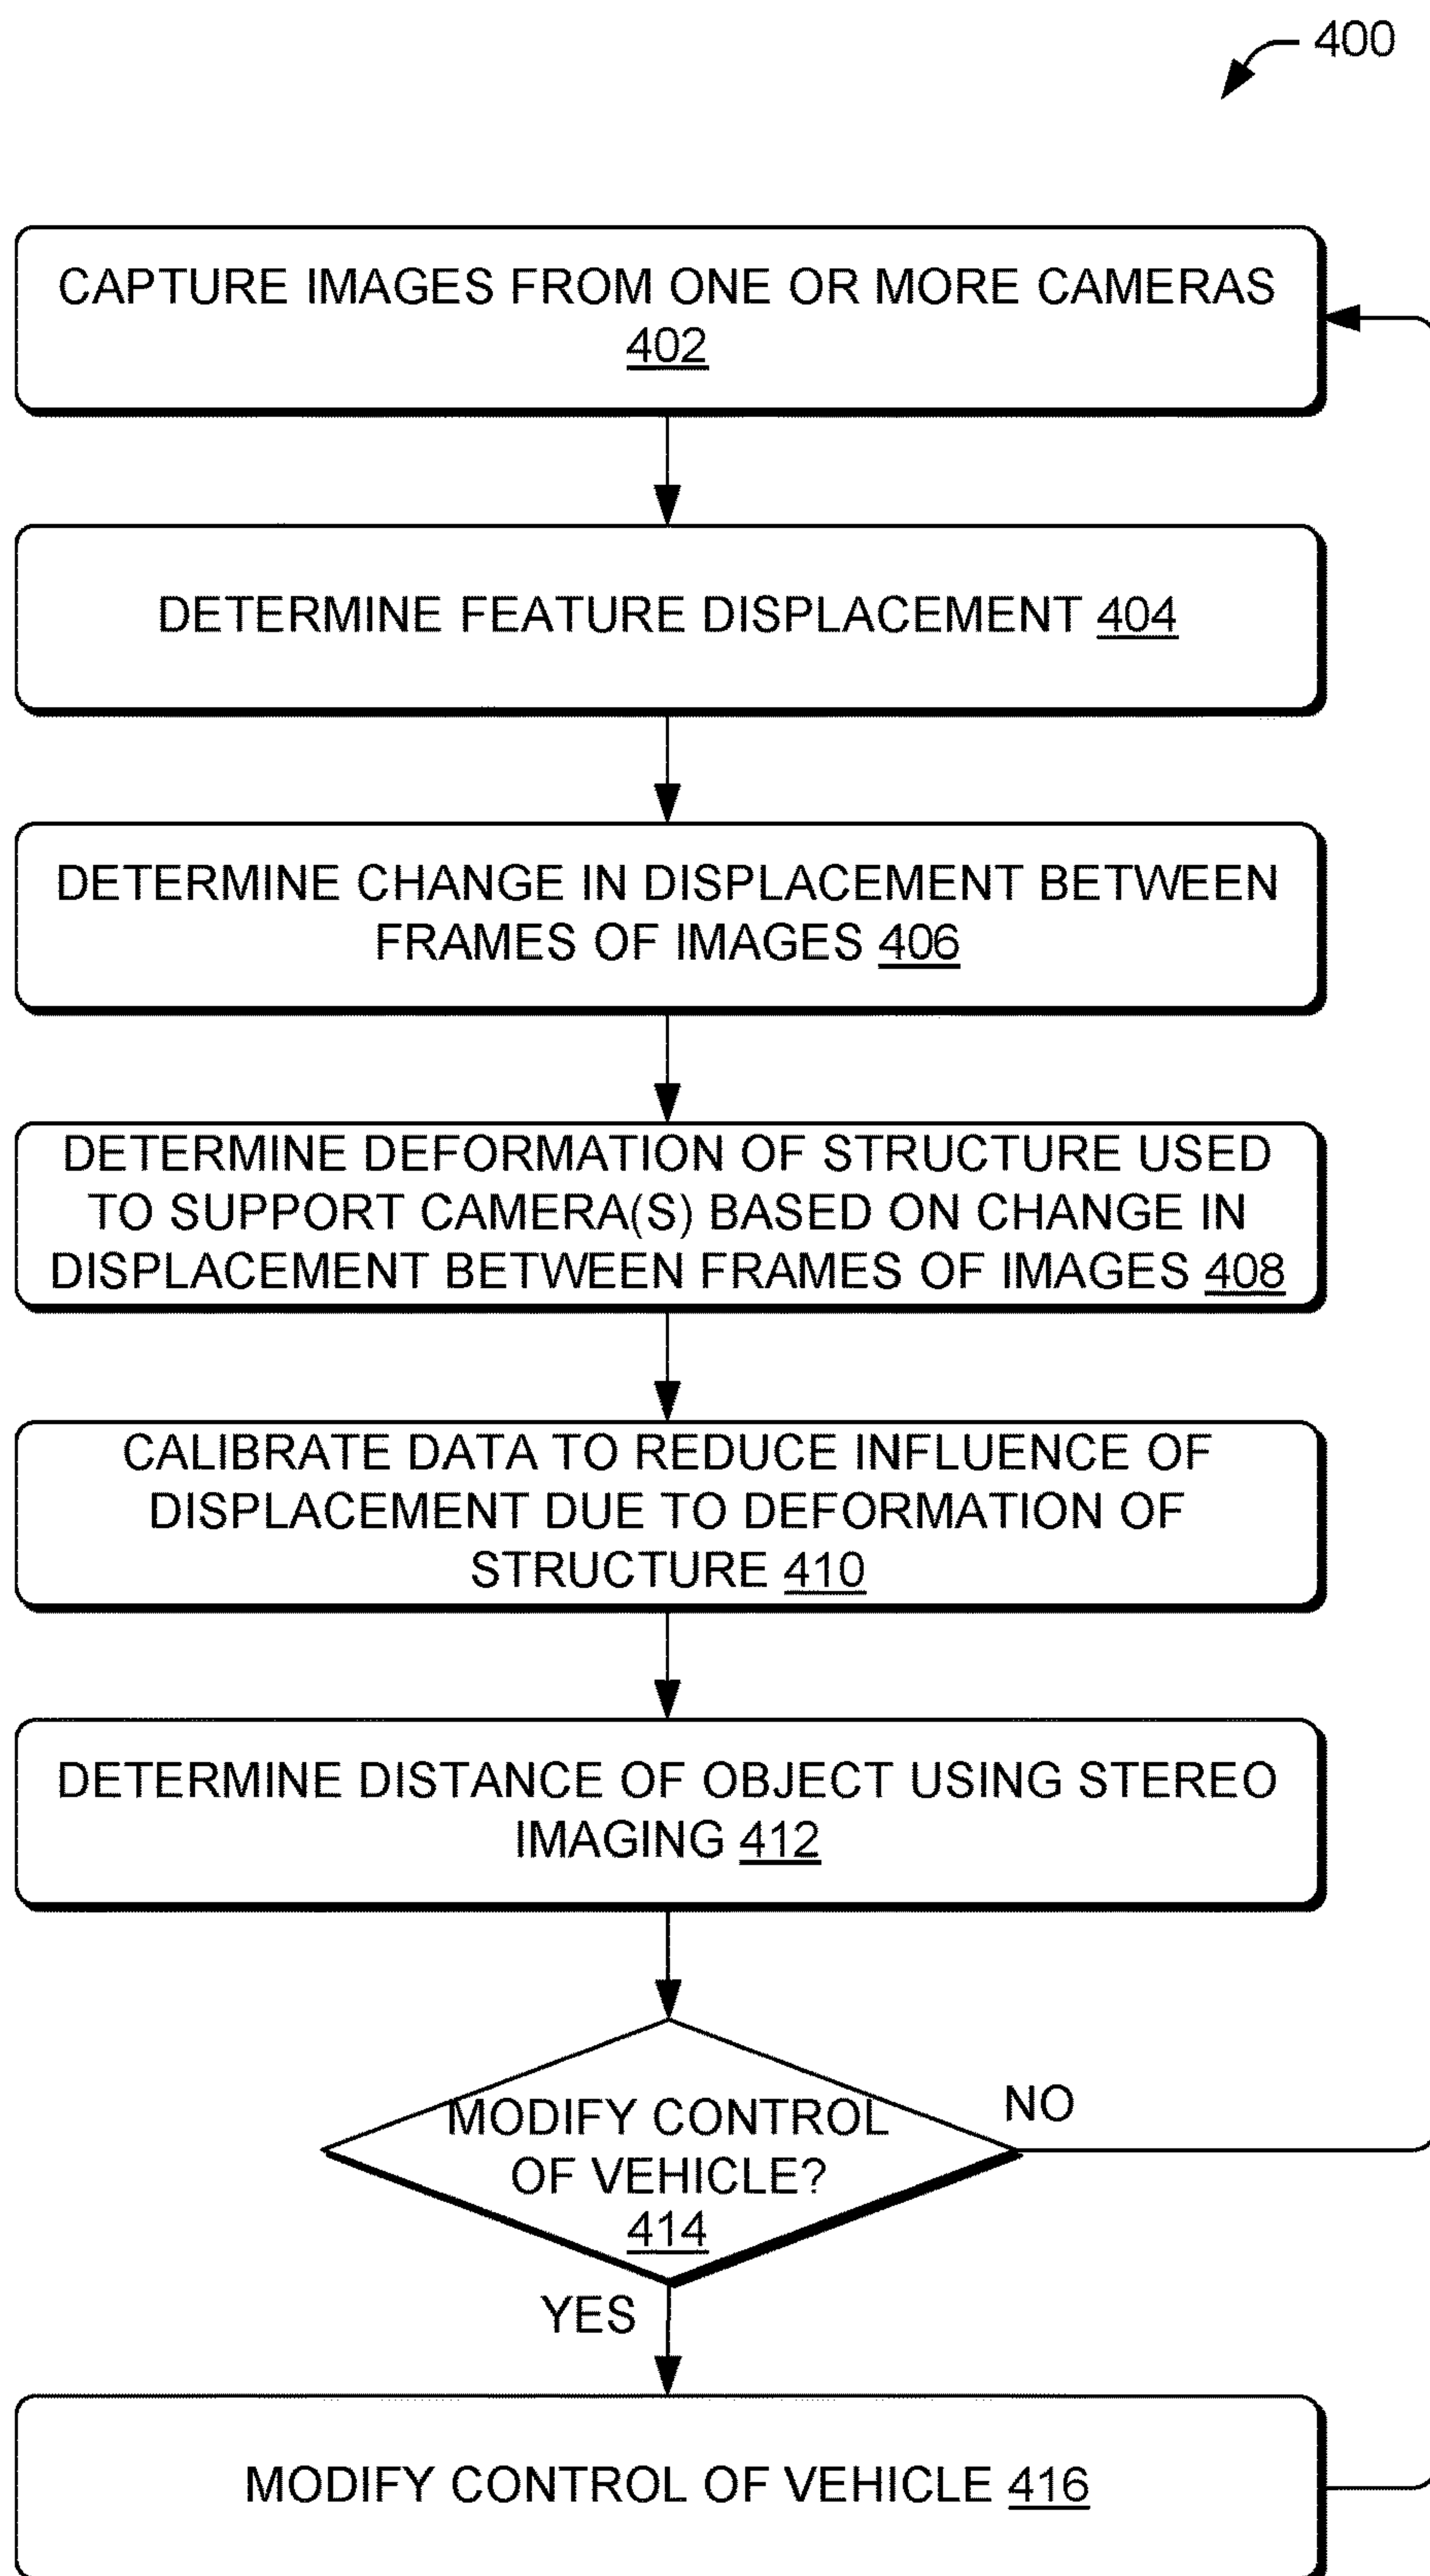 400
CAPTURE IMAGES FROM ONE OR MORE CAMERAS
402
DETERMINE FEATURE DISPLACEMENT 404
DETERMINE CHANGE IN DISPLACEMENT BETWEEN
FRAMES OF IMAGES 406
DETERMINE DEFORMATION OF STRUCTURE USED
TO SUPPORT CAMERA(S) BASED ON CHANGE IN
DISPLACEMENT BETWEEN FRAMES OF IMAGES 408
CALIBRATE DATA TO REDUCE INFLUENCE OF
DISPLACEMENT DUE TO DEFORMATION OF
STRUCTURE 410
DETERMINE DISTANCE OF OBJECT USING STEREO
IMAGING 412
MODIFY CONTROL
OF VEHICLE?
414
NO
YES
MODIFY CONTROL OF VEHICLE 416